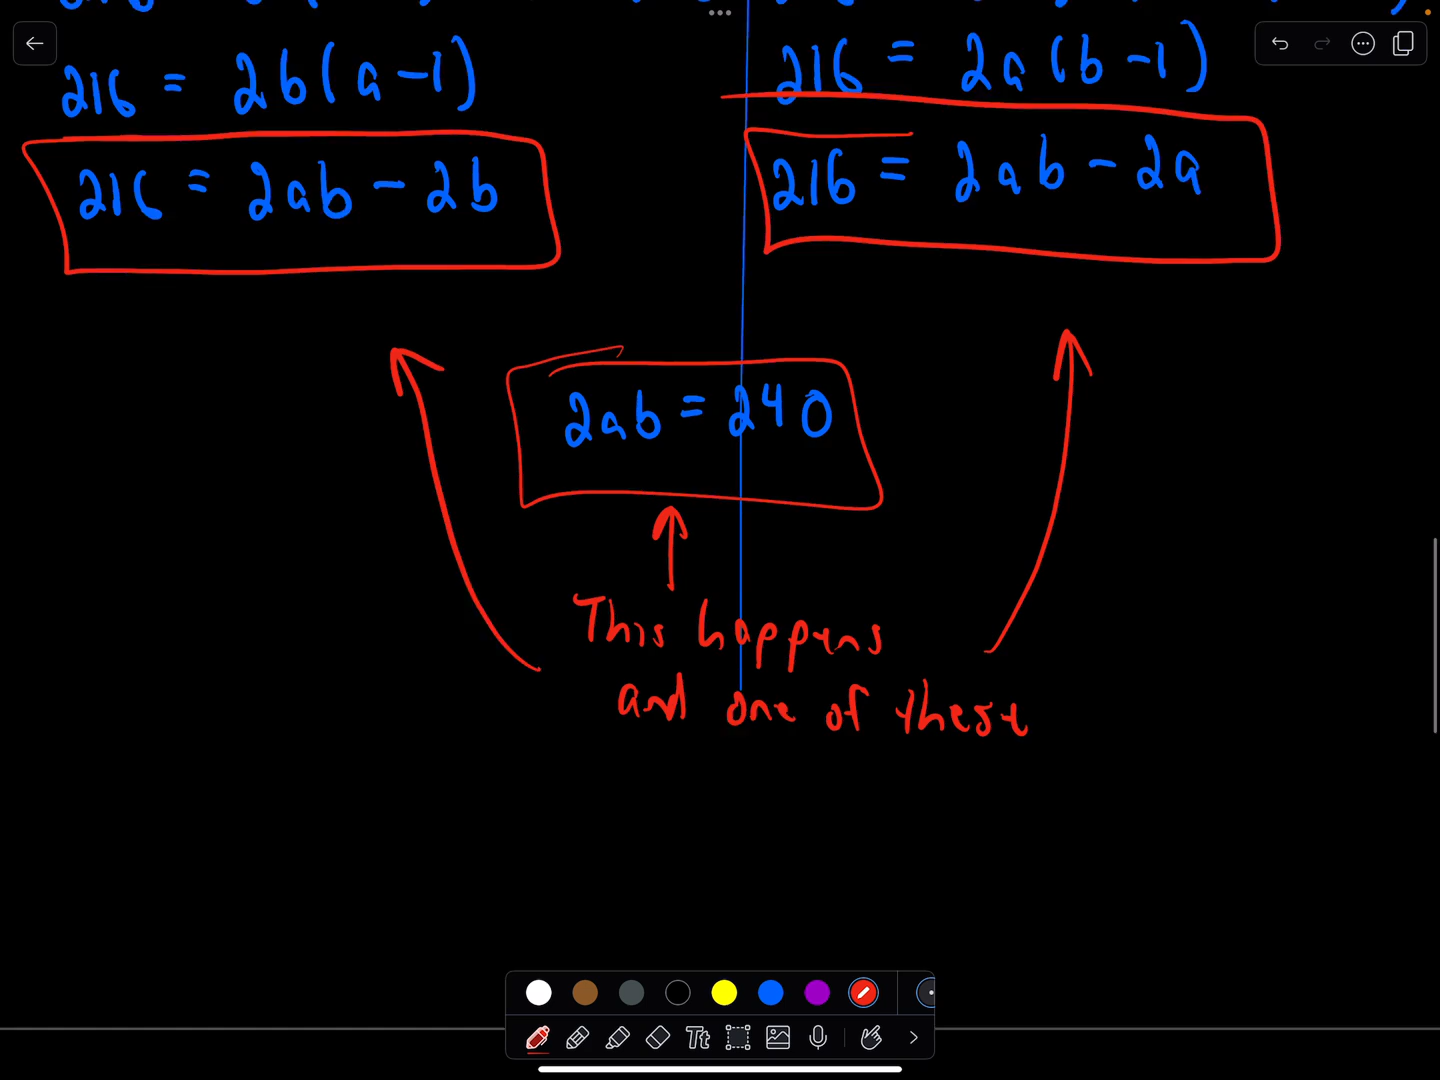 216 = 2b(a-1)
216 = 2ab - 2b
216 = 2a(b-1)
216 = 2ab - 2a
2ab = 240
This happens
and one of these
Tt